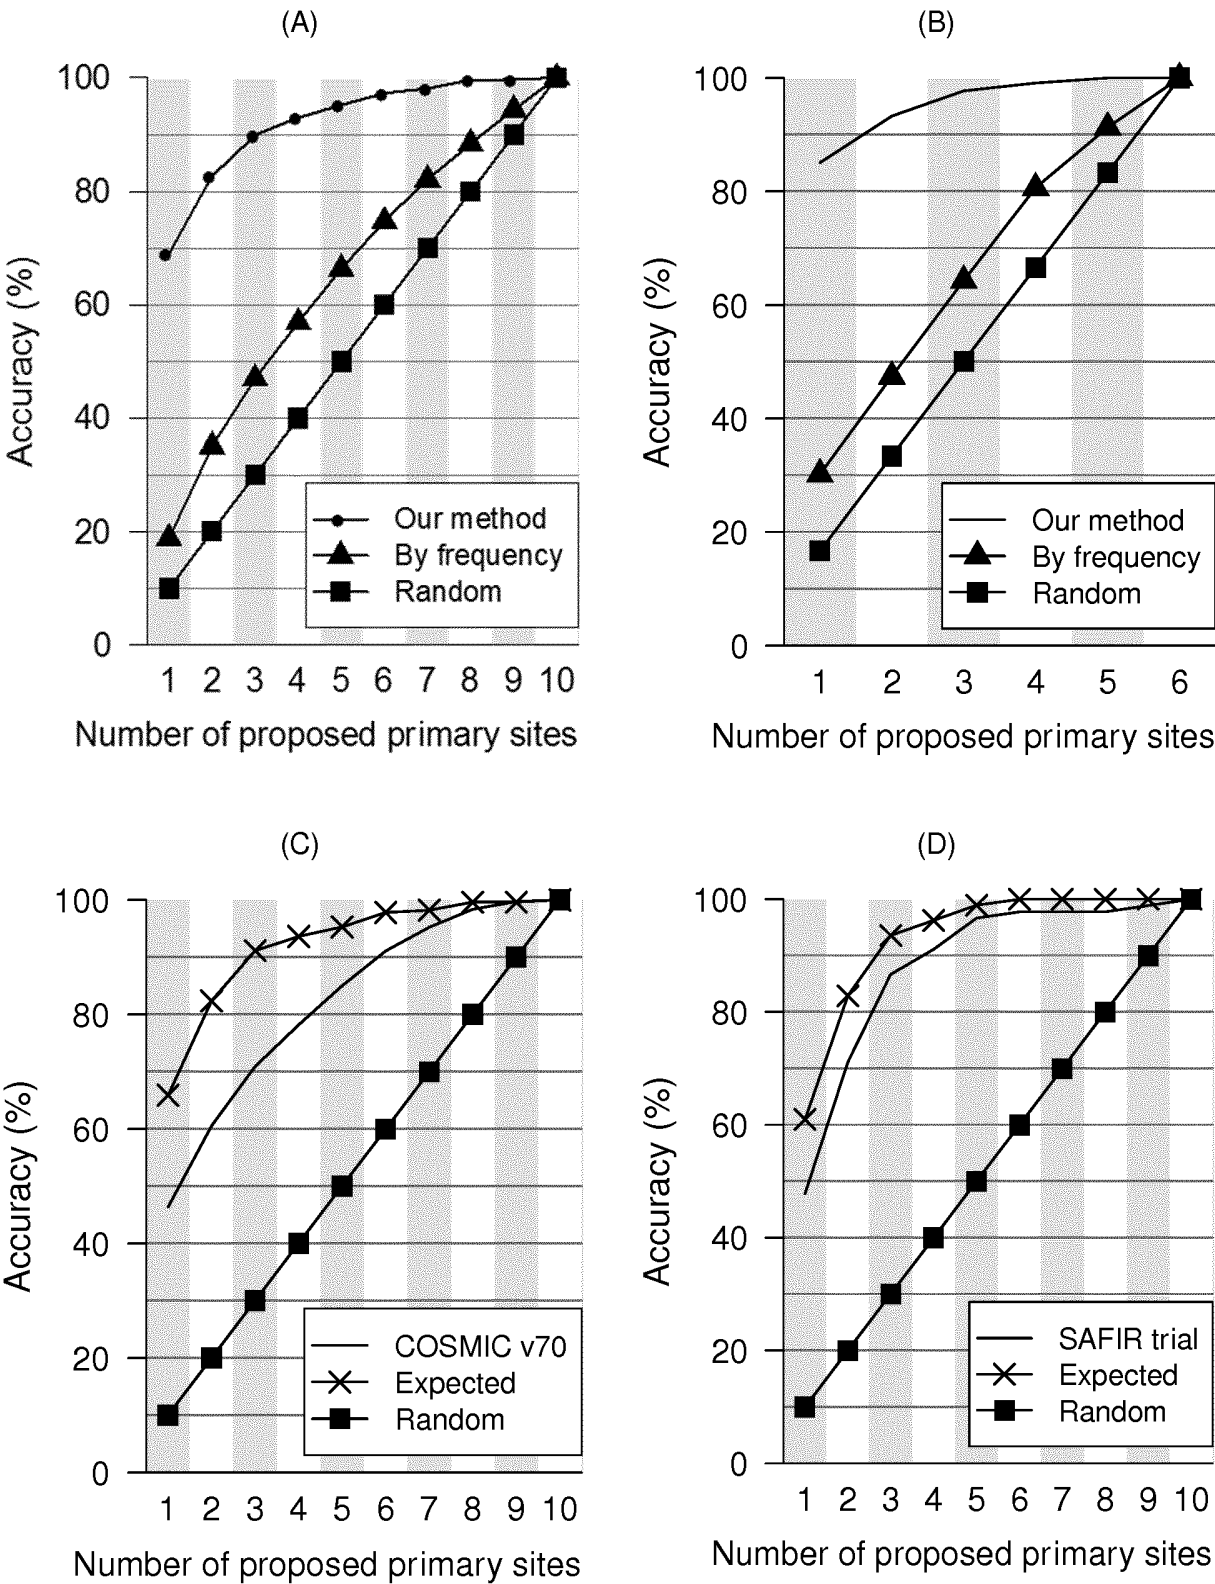 (A)
100
80
60
40
20
0
Accuracy (%)
Our method
By frequency
Random
1 2 3 4 5 6 7 8 9 10
Number of proposed primary sites
(B)
100
80
60
40
20
0
Accuracy (%)
Our method
By frequency
Random
1 2 3 4 5 6
Number of proposed primary sites
(C)
100
80
60
40
20
0
Accuracy (%)
COSMIC v70
Expected
Random
1 2 3 4 5 6 7 8 9 10
Number of proposed primary sites
(D)
100
80
60
40
20
0
Accuracy (%)
SAFIR trial
Expected
Random
1 2 3 4 5 6 7 8 9 10
Number of proposed primary sites